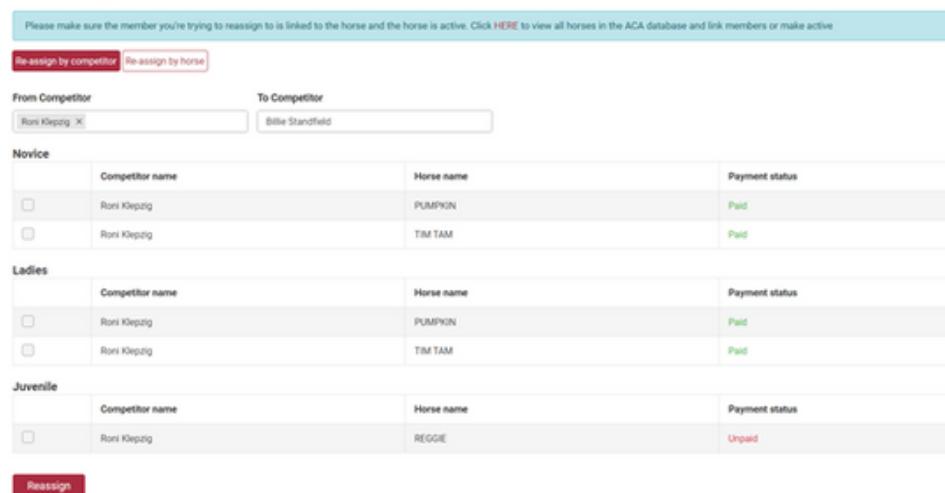 Please make sure the member you're trying to reassign to is linked to the horse and the horse is active. Click HERE to view all horses in the ACA database and link members or make active
Re-assign by competitor Re-assign by horse
From Competitor To Competitor
Roni Klepzig × Billie Standfield
Novice
Competitor name Horse name Payment status
Roni Klepzig PUMPKIN Paid
Roni Klepzig TIM TAM Paid
Ladies
Competitor name Horse name Payment status
Roni Klepzig PUMPKIN Paid
Roni Klepzig TIM TAM Paid
Juvenile
Competitor name Horse name Payment status
Roni Klepzig REGGIE Unpaid
Reassign